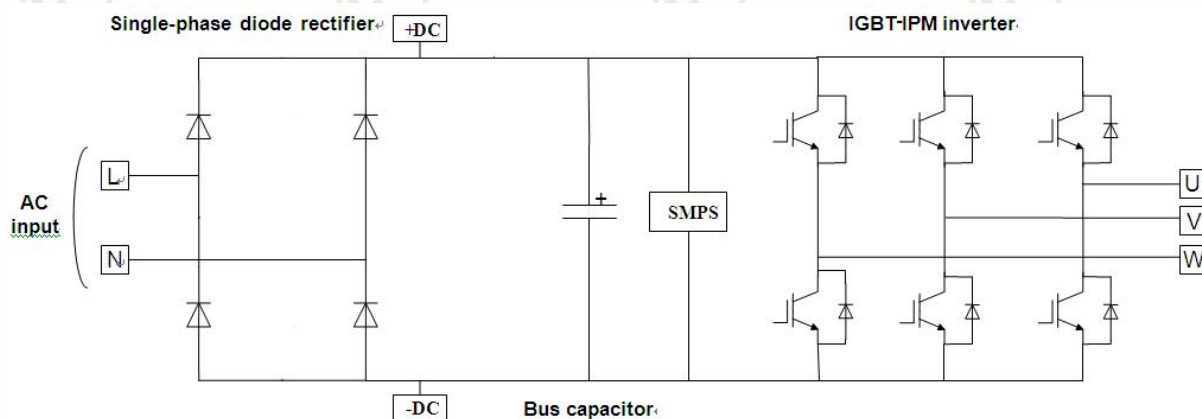 Single-phase diode rectifier
+DC
IGBT-IPM inverter
L
AC
input
N
+
SMPS
U
V
W
-DC
Bus capacitor